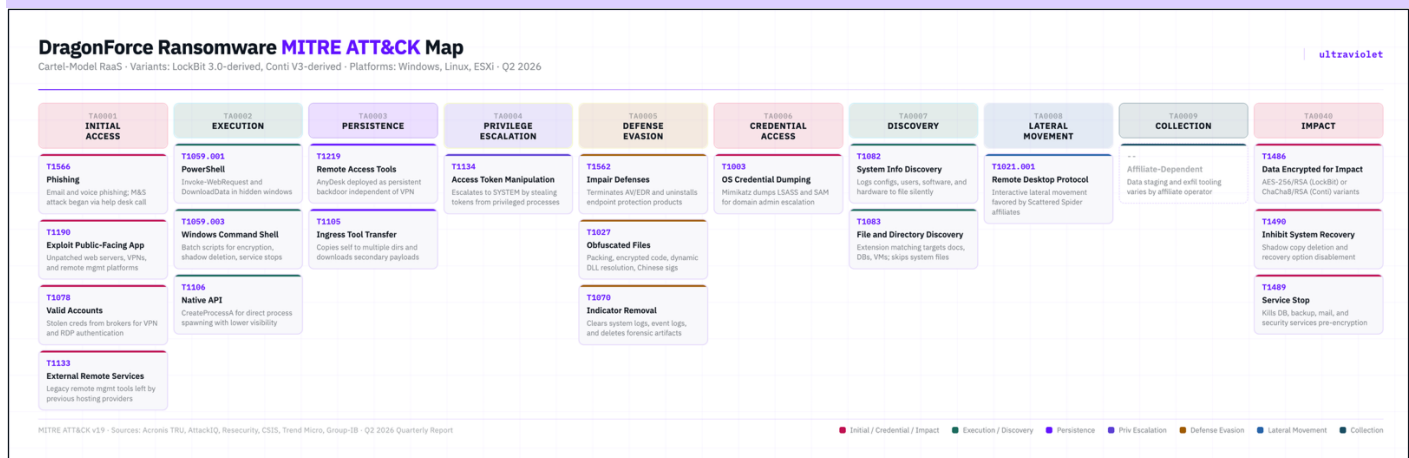 DragonForce Ransomware MITRE ATT&CK Map
Cartel-Model RaaS · Variants: LockBit 3.0-derived, Conti V3-derived · Platforms: Windows, Linux, ESXi · Q2 2026
ultraviolet
TA0001
INITIAL
ACCESS
T1566
Phishing
Email and voice phishing; M&S
attack began via help desk call
T1190
Exploit Public-Facing App
Unpatched web servers, VPNs,
and remote mgmt platforms
T1078
Valid Accounts
Stolen creds from brokers for VPN
and RDP authentication
T1133
External Remote Services
Legacy remote mgmt tools left by
previous hosting providers
TA0002
EXECUTION
T1059.001
PowerShell
Invoke-WebRequest and
DownloadData in hidden windows
T1059.003
Windows Command Shell
Batch scripts for encryption,
shadow deletion, service stops
T1106
Native API
CreateProcessA for direct process
spawning with lower visibility
TA0003
PERSISTENCE
T1219
Remote Access Tools
AnyDesk deployed as persistent
backdoor independent of VPN
T1105
Ingress Tool Transfer
Copies self to multiple dirs and
downloads secondary payloads
TA0004
PRIVILEGE
ESCALATION
T1134
Access Token Manipulation
Escalates to SYSTEM by stealing
tokens from privileged processes
TA0005
DEFENSE
EVASION
T1562
Impair Defenses
Terminates AV/EDR and uninstalls
endpoint protection products
T1027
Obfuscated Files
Packing, encrypted code, dynamic
DLL resolution, Chinese sigs
T1070
Indicator Removal
Clears system logs, event logs,
and deletes forensic artifacts
TA0006
CREDENTIAL
ACCESS
T1003
OS Credential Dumping
Mimikatz dumps LSASS and SAM
for domain admin escalation
TA0007
DISCOVERY
T1082
System Info Discovery
Logs configs, users, software, and
hardware to file silently
T1083
File and Directory Discovery
Extension matching targets docs,
DBs, VMs; skips system files
TA0008
LATERAL
MOVEMENT
T1021.001
Remote Desktop Protocol
Interactive lateral movement
favored by Scattered Spider
affiliates
TA0009
COLLECTION
--
Affiliate-Dependent
Data staging and exfil tooling
varies by affiliate operator
TA0040
IMPACT
T1486
Data Encrypted for Impact
AES-256/RSA (LockBit) or
ChaCha8/RSA (Conti) variants
T1490
Inhibit System Recovery
Shadow copy deletion and
recovery option disablement
T1489
Service Stop
Kills DB, backup, mail, and
security services pre-encryption
MITRE ATT&CK v19 · Sources: Acronis TRU, AttackIQ, Resecurity, CSIS, Trend Micro, Group-IB · Q2 2026 Quarterly Report
Initial / Credential / Impact
Execution / Discovery
Persistence
Priv Escalation
Defense Evasion
Lateral Movement
Collection